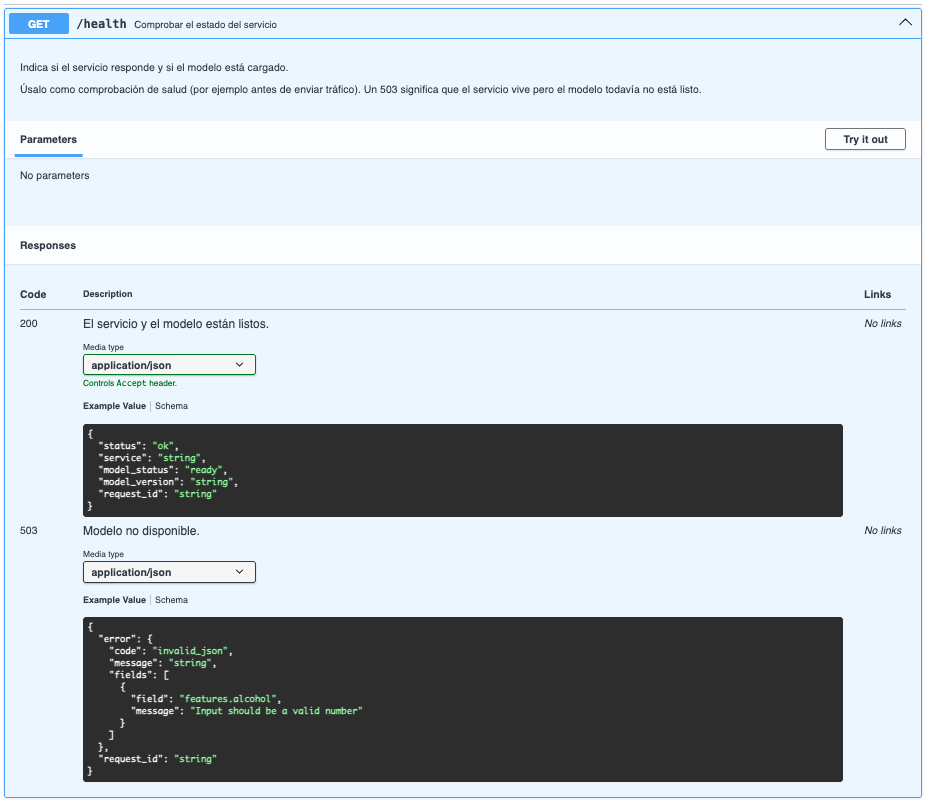 GET /health Comprobar el estado del servicio
Indica si el servicio responde y si el modelo está cargado.
Úsalo como comprobación de salud (por ejemplo antes de enviar tráfico). Un 503 significa que el servicio vive pero el modelo todavía no está listo.
Parameters
Try it out
No parameters
Responses
Code Description Links
200 El servicio y el modelo están listos. No links
Media type
application/json
Controls Accept header.
Example Value | Schema
{
  "status": "ok",
  "service": "string",
  "model_status": "ready",
  "model_version": "string",
  "request_id": "string"
}
503 Modelo no disponible. No links
Media type
application/json
Example Value | Schema
{
  "error": {
    "code": "invalid_json",
    "message": "string",
    "fields": [
      {
        "field": "features.alcohol",
        "message": "Input should be a valid number"
      }
    ]
  },
  "request_id": "string"
}